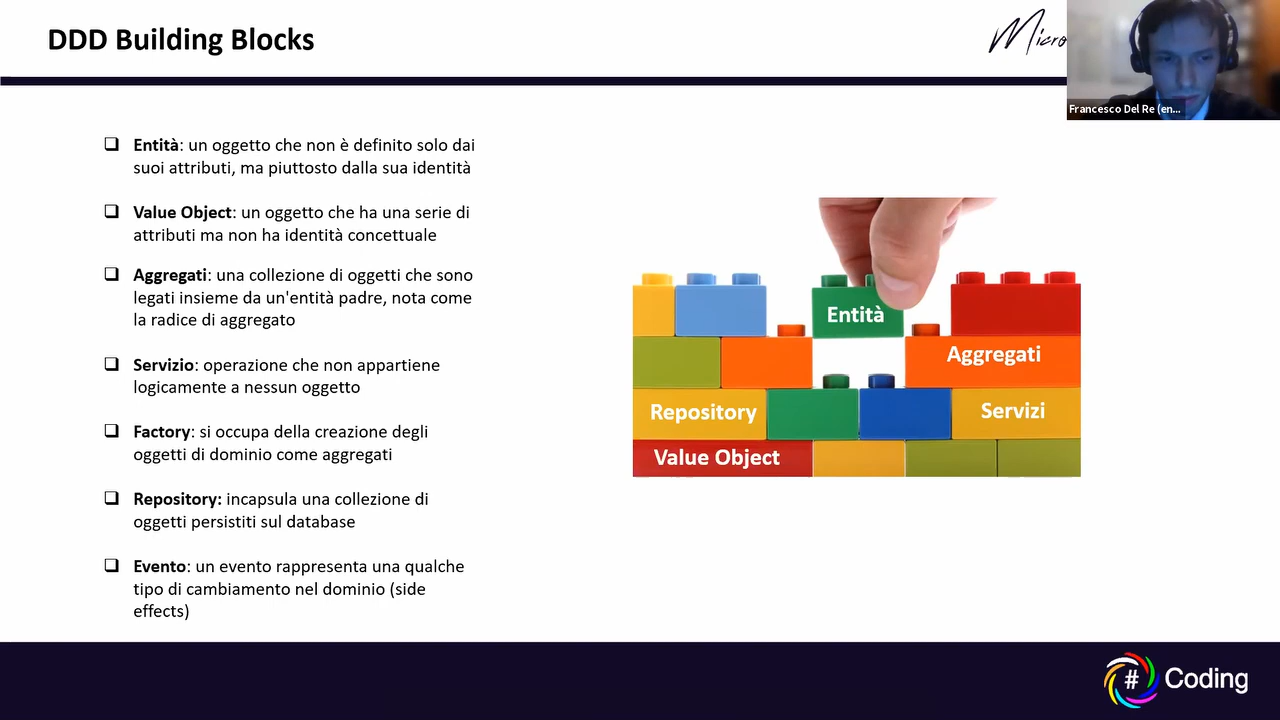 DDD Building Blocks
Micro
Francesco Del Re (en...
❑ Entità: un oggetto che non è definito solo dai
suoi attributi, ma piuttosto dalla sua identità
❑ Value Object: un oggetto che ha una serie di
attributi ma non ha identità concettuale
❑ Aggregati: una collezione di oggetti che sono
legati insieme da un'entità padre, nota come
la radice di aggregato
❑ Servizio: operazione che non appartiene
logicamente a nessun oggetto
❑ Factory: si occupa della creazione degli
oggetti di dominio come aggregati
❑ Repository: incapsula una collezione di
oggetti persistiti sul database
❑ Evento: un evento rappresenta una qualche
tipo di cambiamento nel dominio (side
effects)
Entità
Aggregati
Repository
Servizi
Value Object
# Coding